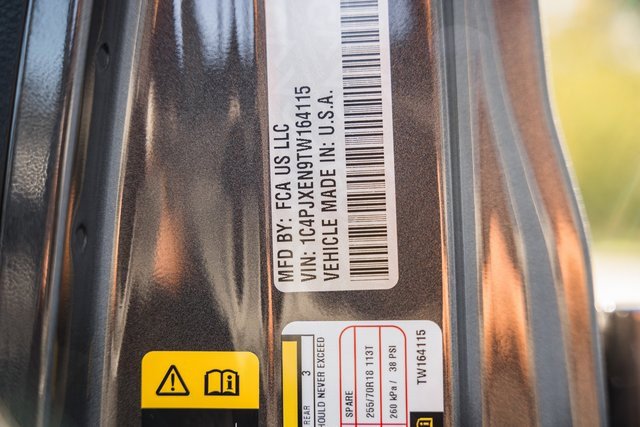 MFD BY: FCA US LLC
VIN: 1C4PJXEN9TW164115
VEHICLE MADE IN: U.S.A.
REAR 3
HOULD NEVER EXCEED
SPARE
255/70R18 113T
260 kPa / 38 PSI
TW164115